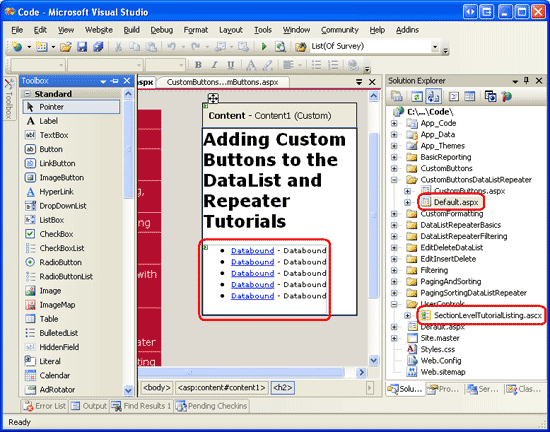 Code - Microsoft Visual Studio
File Edit View Website Build Debug Format Layout Tools Window Help Addins
List(Of Survey)
Toolbox
Toolbox
Standard
Pointer
Label
TextBox
Button
LinkButton
ImageButton
HyperLink
DropDownList
ListBox
CheckBox
CheckBoxList
RadioButton
RadioButtonList
Image
ImageMap
Table
BulletedList
HiddenField
Literal
Calendar
AdRotator
aspx CustomButtons...mButtons.aspx
Content - Content1 (Custom)
Adding Custom
Buttons to the
DataList and
Repeater
Tutorials
Databound - Databound
Databound - Databound
Databound - Databound
Databound - Databound
Databound - Databound
ting
with
ater
ting
<body> <asp:content#content1> <h2>
Solution Explorer
C:\...\Code\
App_Code
App_Data
App_Themes
BasicReporting
CustomButtons
CustomButtonsDataListRepeater
CustomButtons.aspx
Default.aspx
CustomFormatting
DataListRepeaterBasics
DataListRepeaterFiltering
EditDeleteDataList
EditInsertDelete
Filtering
PagingAndSorting
PagingSortingDataListRepeater
UserControls
SectionLevelTutorialListing.ascx
Default.aspx
Site.master
Styles.css
Web.Config
Web.sitemap
Solu... Pro... Ser... Clas...
Error List Output Find Results 1 Pending Checkins
Ready